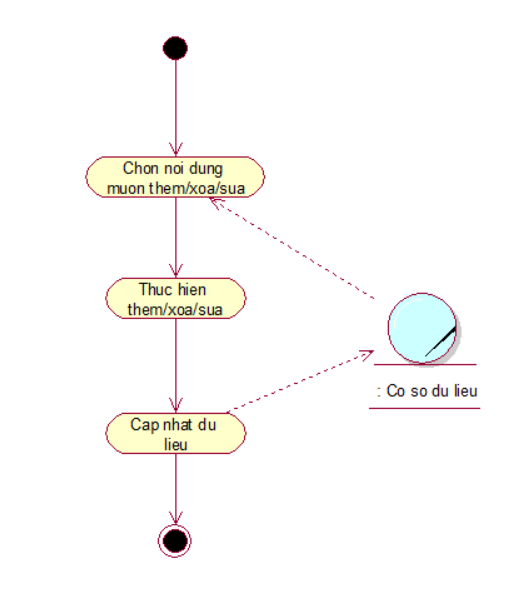 Chon noi dung
muon them/xoa/sua
Thuc hien
them/xoa/sua
: Co so du lieu
Cap nhat du
lieu